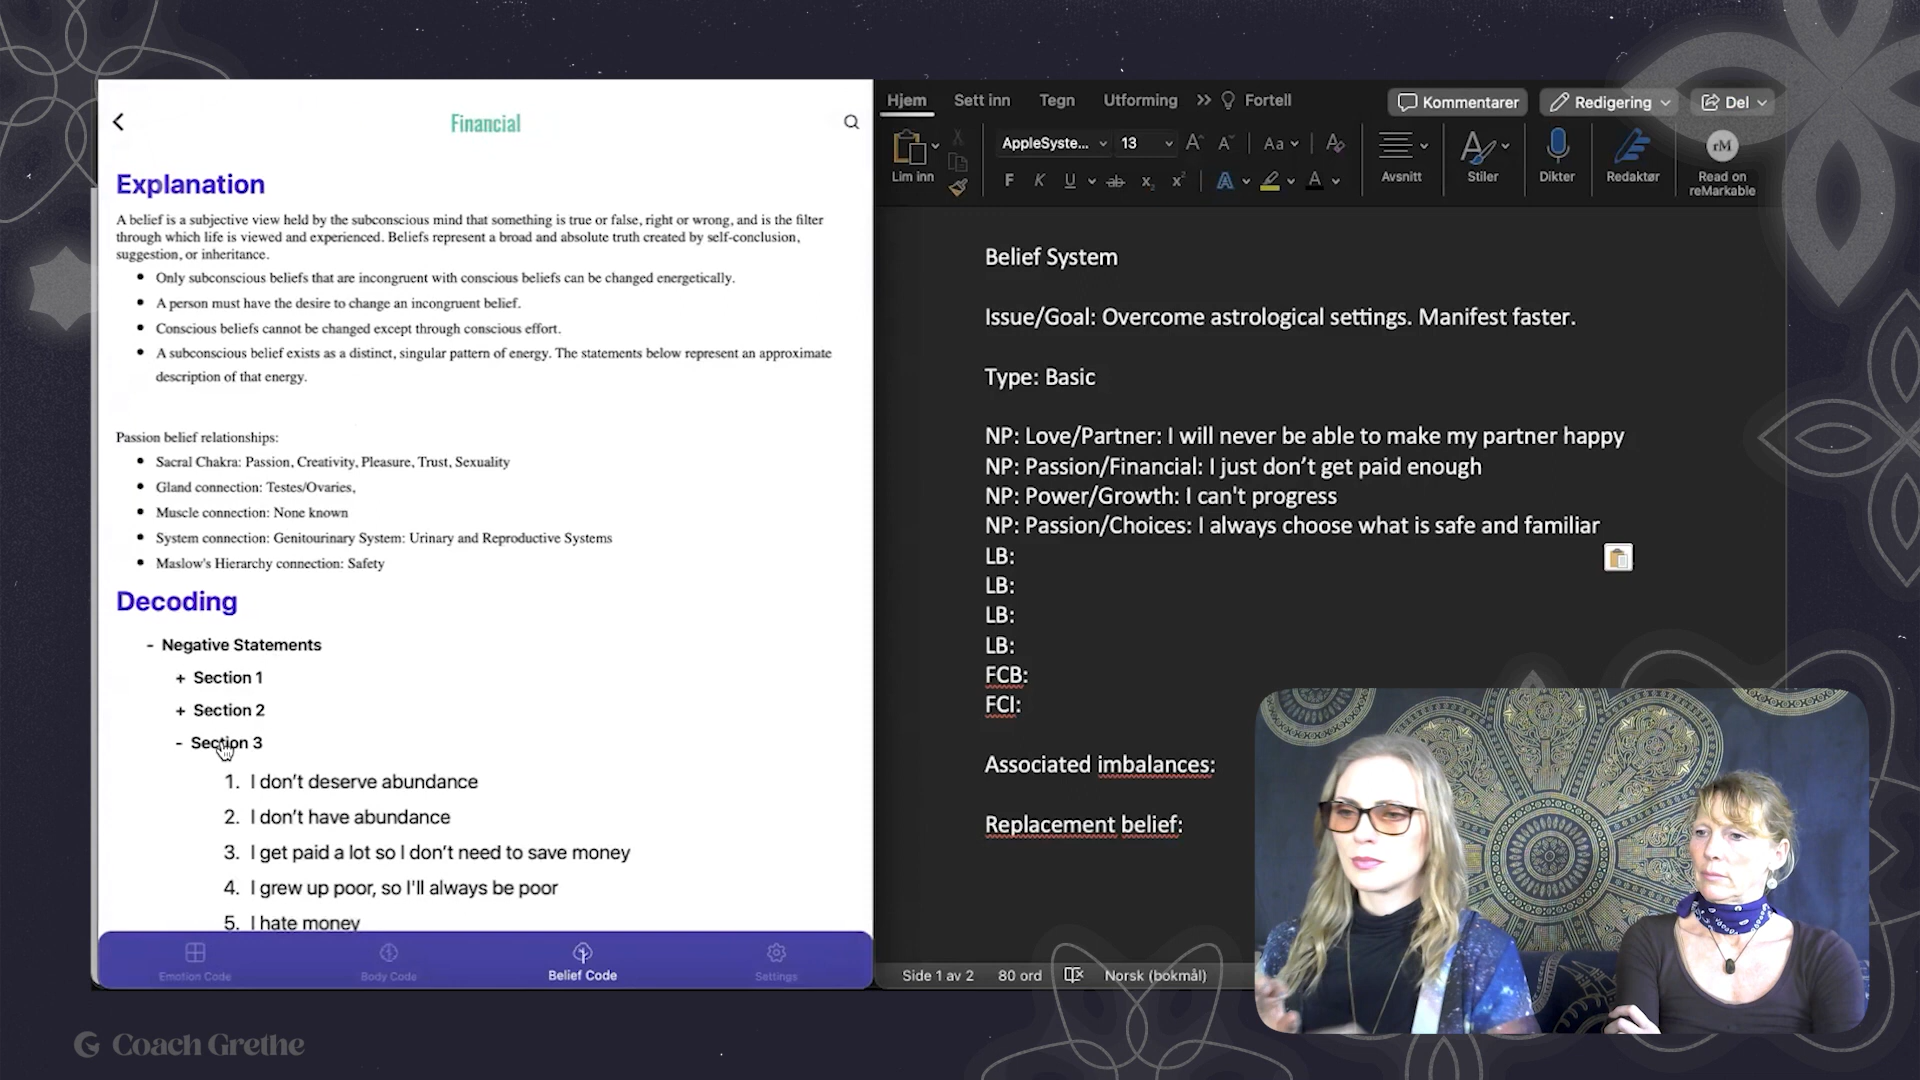 Financial
Explanation
A belief is a subjective view held by the subconscious mind that something is true or false, right or wrong, and is the filter
through which life is viewed and experienced. Beliefs represent a broad and absolute truth created by self-conclusion,
suggestion, or inheritance.
Only subconscious beliefs that are incongruent with conscious beliefs can be changed energetically.
A person must have the desire to change an incongruent belief.
Conscious beliefs cannot be changed except through conscious effort.
A subconscious belief exists as a distinct, singular pattern of energy. The statements below represent an approximate
description of that energy.
Passion belief relationships:
Sacral Chakra: Passion, Creativity, Pleasure, Trust, Sexuality
Gland connection: Testes/Ovaries,
Muscle connection: None known
System connection: Genitourinary System: Urinary and Reproductive Systems
Maslow's Hierarchy connection: Safety
Decoding
- Negative Statements
+ Section 1
+ Section 2
- Section 3
1. I don't deserve abundance
2. I don't have abundance
3. I get paid a lot so I don't need to save money
4. I grew up poor, so I'll always be poor
5. I hate money
Emotion Code
Body Code
Belief Code
Settings
Hjem Sett inn Tegn Utforming >> Fortell
Kommentarer Redigering Del
AppleSyste... 13 Aa
Lim inn F K U ab x x A A Avsnitt Stiler Dikter Redaktør rM Read on
reMarkable
Belief System
Issue/Goal: Overcome astrological settings. Manifest faster.
Type: Basic
NP: Love/Partner: I will never be able to make my partner happy
NP: Passion/Financial: I just don’t get paid enough
NP: Power/Growth: I can't progress
NP: Passion/Choices: I always choose what is safe and familiar
LB:
LB:
LB:
LB:
FCB:
FCI:
Associated imbalances:
Replacement belief:
Side 1 av 2 80 ord Norsk (bokmål)
Coach Grethe